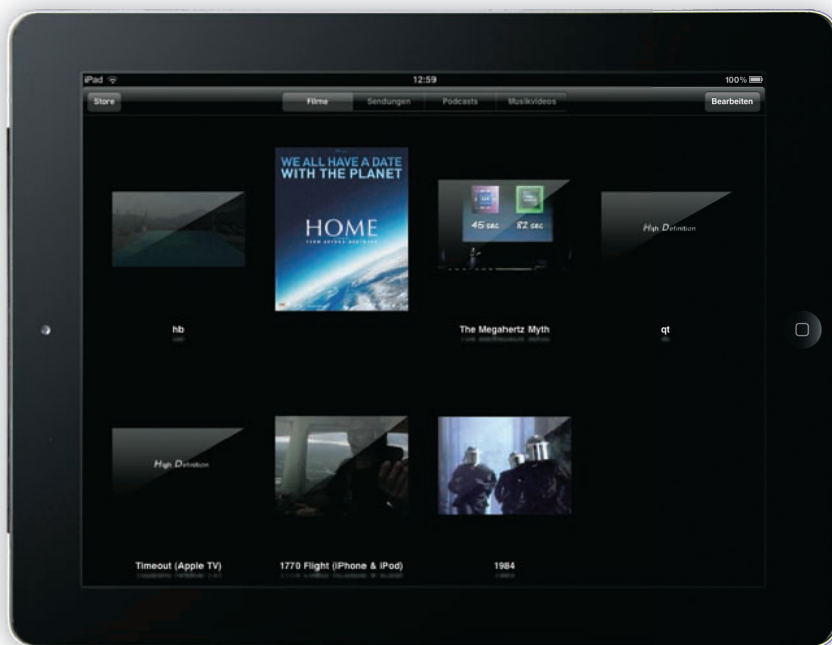 iPad 12:59 100%
Store Filme Sendungen Podcasts Musikvideos Bearbeiten
WE ALL HAVE A DATE
WITH THE PLANET
HOME
45 sec 82 sec
High Definition
hb The Megahertz Myth qt
High Definition
Timeout (Apple TV) 1770 Flight (iPhone & iPod) 1984